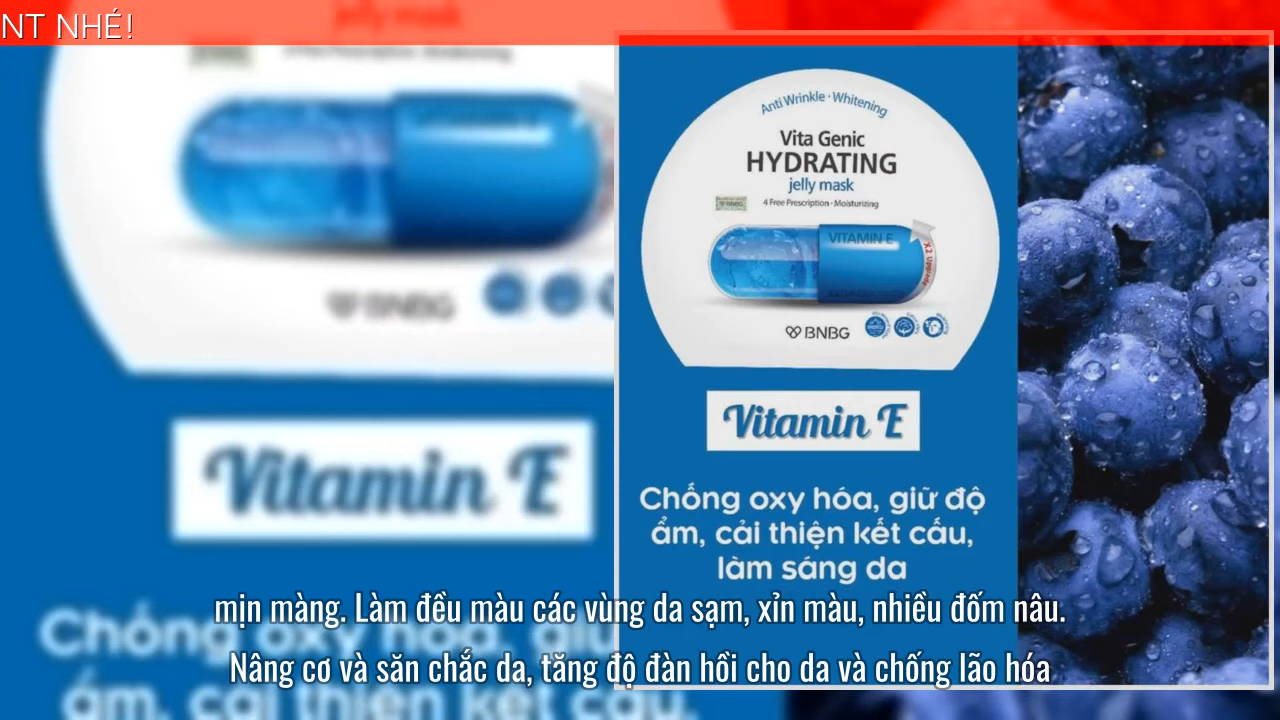 NT NHÉ!
Anti Wrinkle · Whitening
Vita Genic
HYDRATING
jelly mask
4 Free Prescription · Moisturizing
VITAMIN E
X2 Upgrade
BNBG
Vitamin E
Chống oxy hóa, giữ độ
ẩm, cải thiện kết cấu,
làm sáng da
mịn màng. Làm đều màu các vùng da sạm, xỉn màu, nhiều đốm nâu.
Nâng cơ và săn chắc da, tăng độ đàn hồi cho da và chống lão hóa